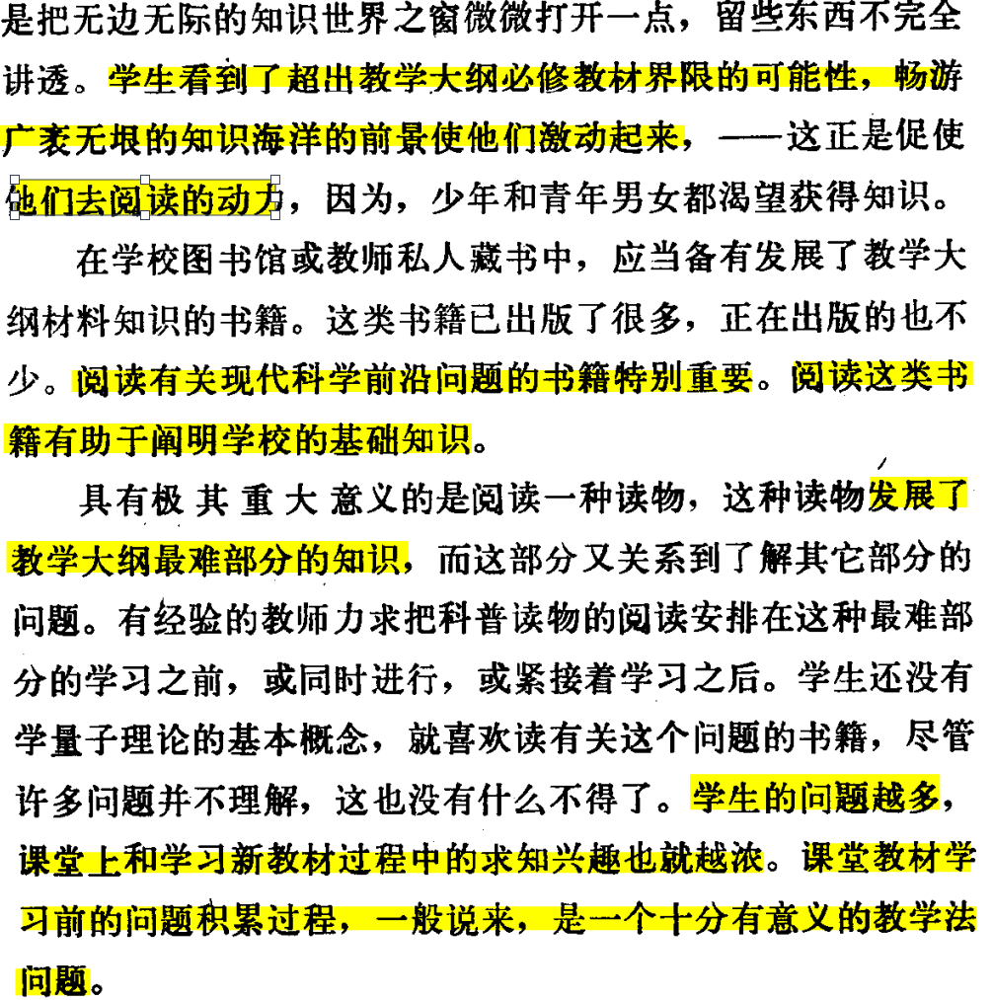 是把无边无际的知识世界之窗微微打开一点，留些东西不完全
讲透。学生看到了超出教学大纲必修教材界限的可能性，畅游
广袤无垠的知识海洋的前景使他们激动起来，——这正是促使
他们去阅读的动力，因为，少年和青年男女都渴望获得知识。
在学校图书馆或教师私人藏书中，应当备有发展了教学大
纲材料知识的书籍。这类书籍已出版了很多，正在出版的也不
少。阅读有关现代科学前沿问题的书籍特别重要。阅读这类书
籍有助于阐明学校的基础知识。
具有极其重大意义的是阅读一种读物，这种读物发展了
教学大纲最难部分的知识，而这部分又关系到了解其它部分的
问题。有经验的教师力求把科普读物的阅读安排在这种最难部
分的学习之前，或同时进行，或紧接着学习之后。学生还没有
学量子理论的基本概念，就喜欢读有关这个问题的书籍，尽管
许多问题并不理解，这也没有什么不得了。学生的问题越多，
课堂上和学习新教材过程中的求知兴趣也就越浓。课堂教材学
习前的问题积累过程，一般说来，是一个十分有意义的教学法
问题。